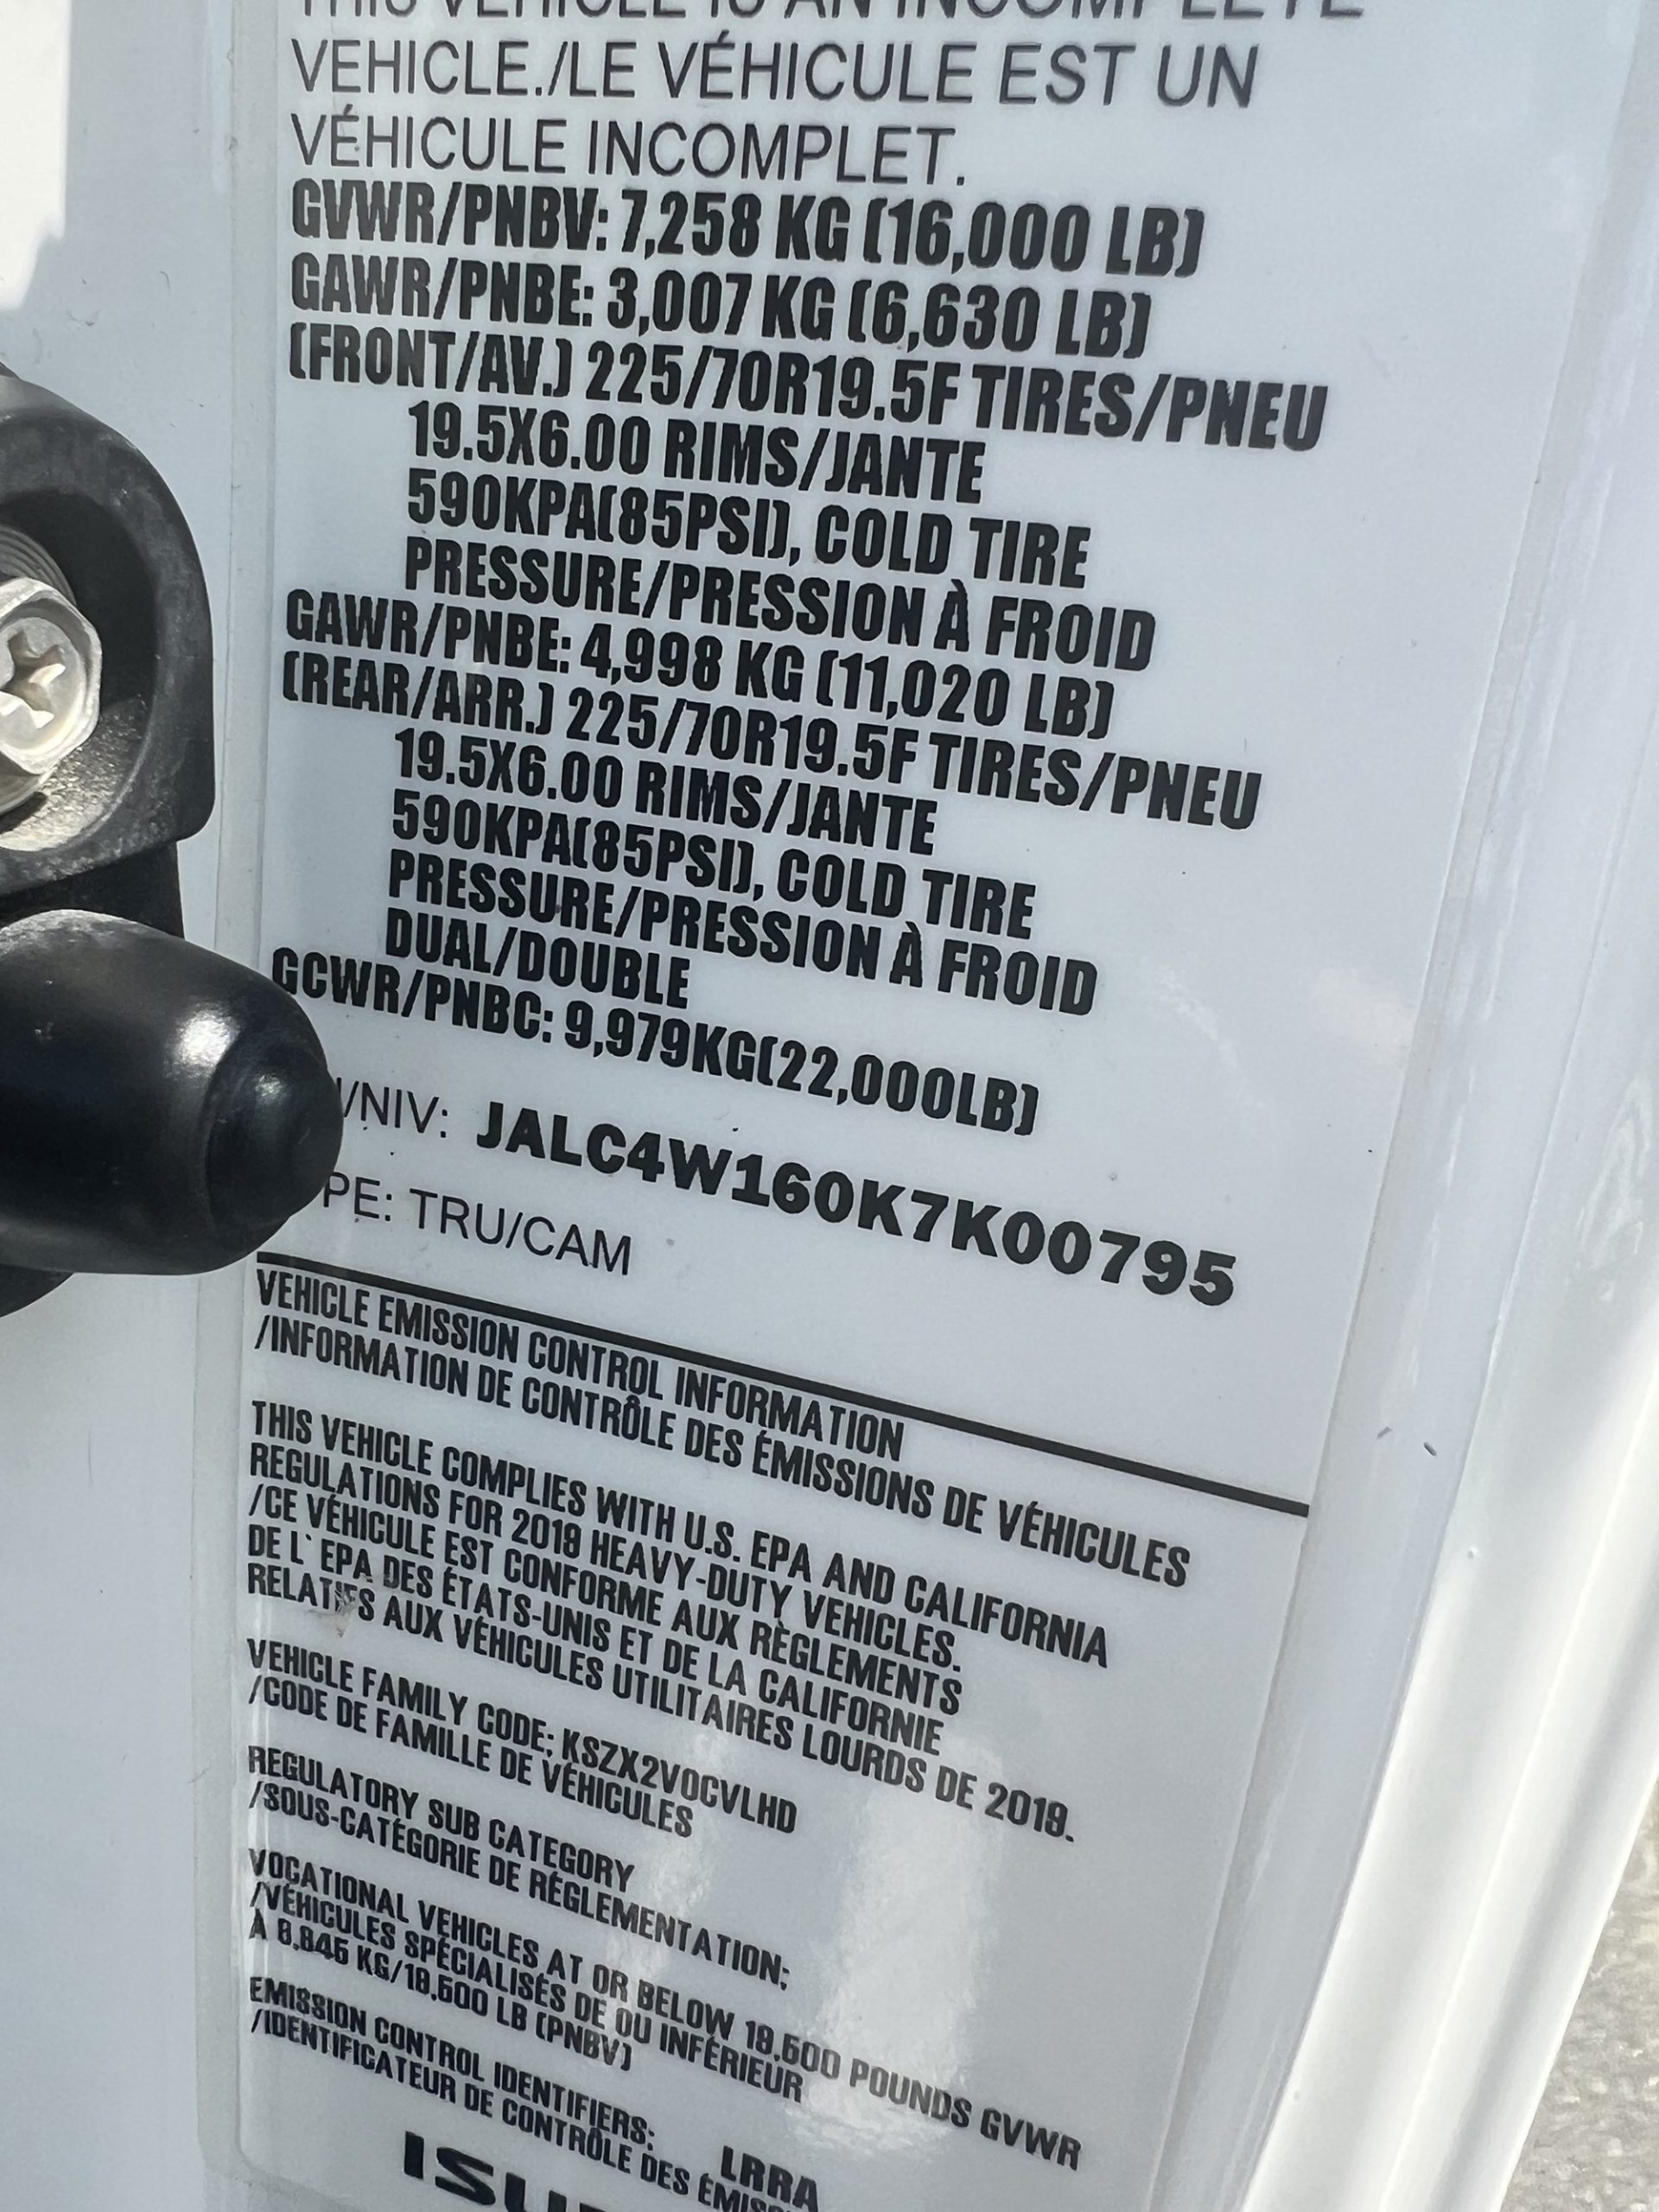 THIS VEHICLE IS AN INCOMPLETE
VEHICLE./LE VÉHICULE EST UN
VÉHICULE INCOMPLET.
GVWR/PNBV: 7,258 KG (16,000 LB)
GAWR/PNBE: 3,007 KG (6,630 LB)
(FRONT/AV.) 225/70R19.5F TIRES/PNEU
19.5X6.00 RIMS/JANTE
590KPA(85PSI), COLD TIRE
PRESSURE/PRESSION À FROID
GAWR/PNBE: 4,998 KG (11,020 LB)
(REAR/ARR.) 225/70R19.5F TIRES/PNEU
19.5X6.00 RIMS/JANTE
590KPA(85PSI), COLD TIRE
PRESSURE/PRESSION À FROID
DUAL/DOUBLE
GCWR/PNBC: 9,979KG(22,000LB)
/NIV: JALC4W160K7K00795
PE: TRU/CAM
VEHICLE EMISSION CONTROL INFORMATION
/INFORMATION DE CONTRÔLE DES ÉMISSIONS DE VÉHICULES
THIS VEHICLE COMPLIES WITH U.S. EPA AND CALIFORNIA
REGULATIONS FOR 2019 HEAVY-DUTY VEHICLES.
/CE VÉHICULE EST CONFORME AUX RÈGLEMENTS
DE L' EPA DES ÉTATS-UNIS ET DE LA CALIFORNIE
RELATIFS AUX VÉHICULES UTILITAIRES LOURDS DE 2019.
VEHICLE FAMILY CODE; KSZX2VOCVLHD
/CODE DE FAMILLE DE VÉHICULES
REGULATORY SUB CATEGORY
/SOUS-CATÉGORIE DE RÉGLEMENTATION;
VOCATIONAL VEHICLES AT OR BELOW 19,500 POUNDS GVWR
/VÉHICULES SPÉCIALISÉS DE OU INFÉRIEUR
À 8,845 KG/19,500 LB (PNBV)
EMISSION CONTROL IDENTIFIERS: LRRA
/IDENTIFICATEUR DE CONTRÔLE DES ÉMISS
ISU